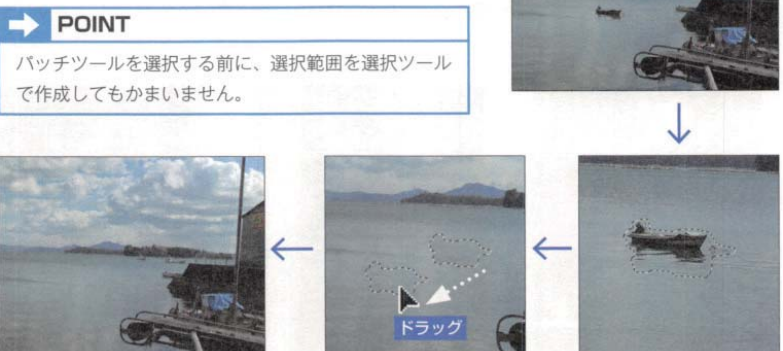 POINT
パッチツールを選択する前に、選択範囲を選択ツール
で作成してもかまいません。
ドラッグ